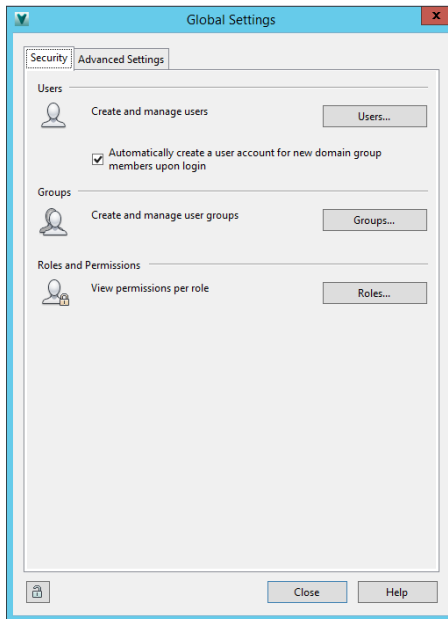 Global Settings
x
Security
Advanced Settings
Users
Create and manage users
Users...
Automatically create a user account for new domain group
members upon login
Groups
Create and manage user groups
Groups...
Roles and Permissions
View permissions per role
Roles...
Close
Help